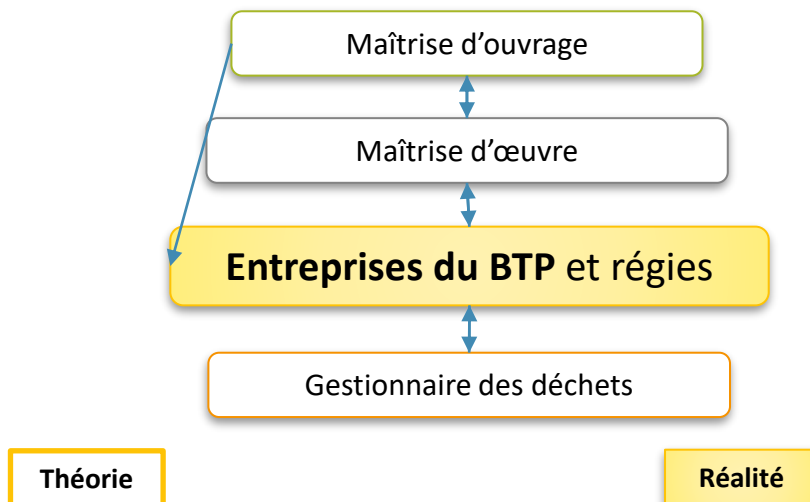 Maîtrise d’ouvrage
Maîtrise d’œuvre
Entreprises du BTP et régies
Gestionnaire des déchets
Théorie
Réalité